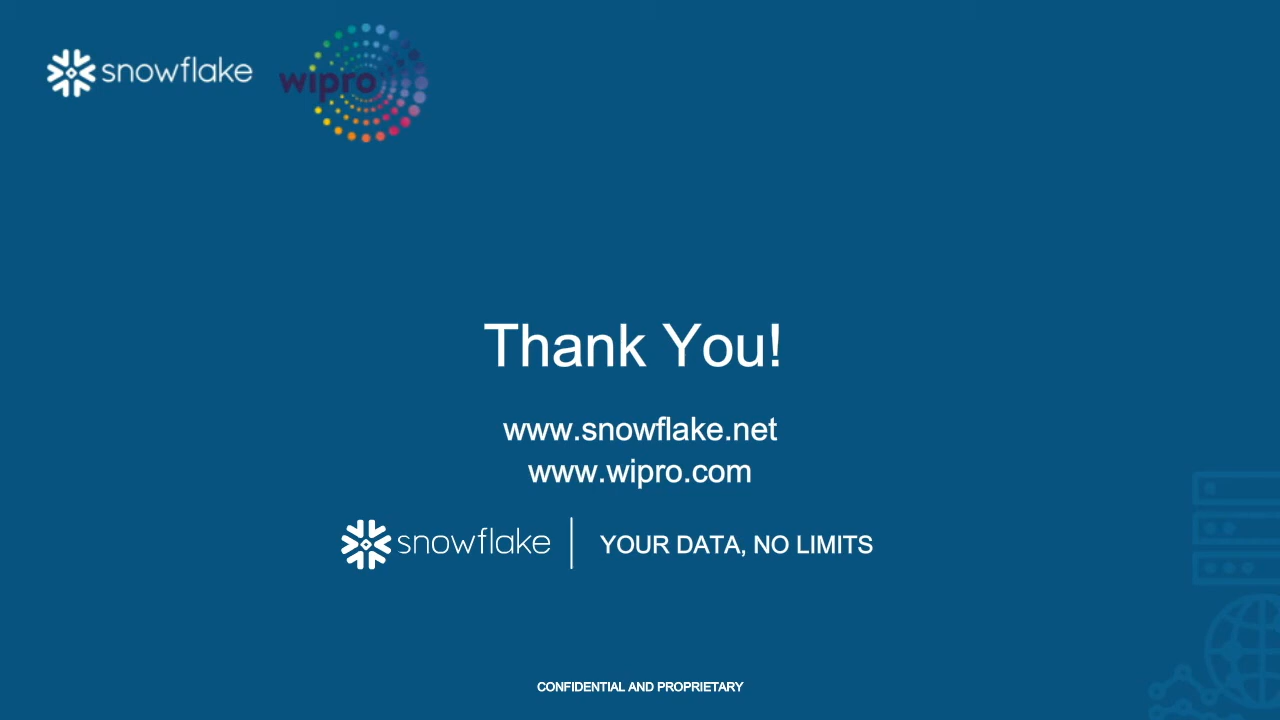 snowflake
wipro
Thank You!
www.snowflake.net
www.wipro.com
snowflake | YOUR DATA, NO LIMITS
CONFIDENTIAL AND PROPRIETARY